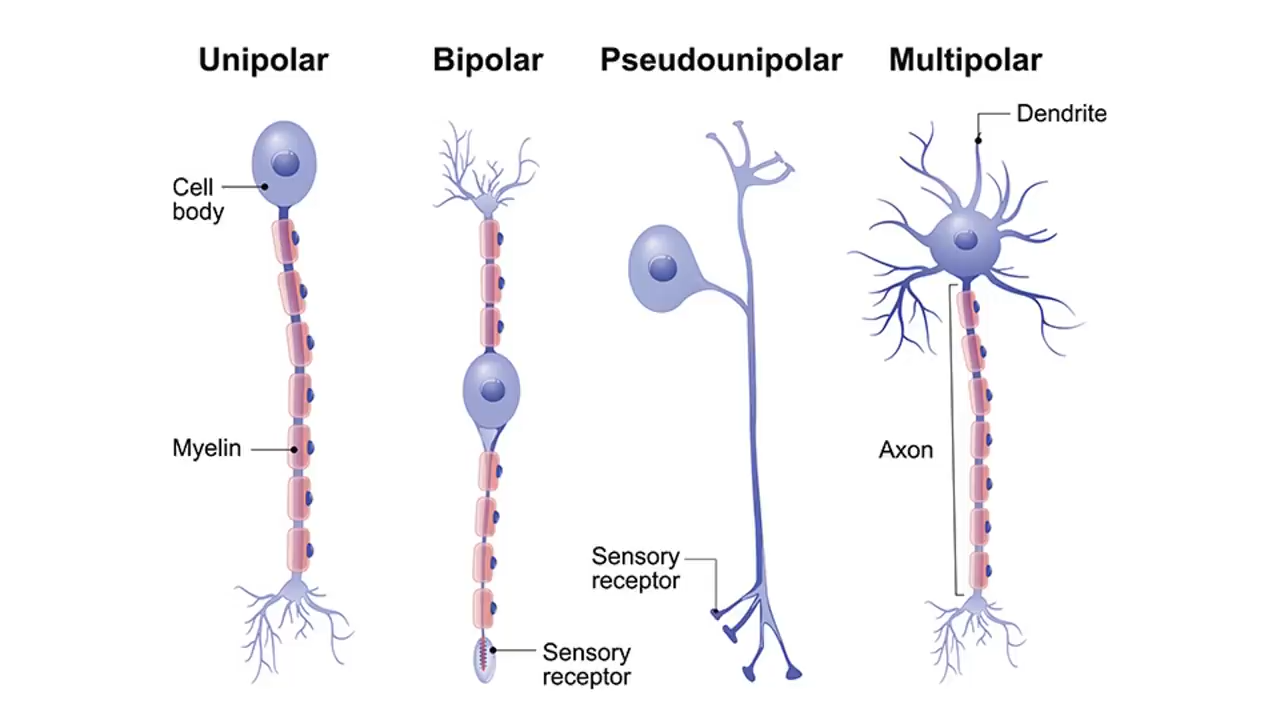 Unipolar
Bipolar
Pseudounipolar
Multipolar
Dendrite
Cell
body
Myelin
Axon
Sensory
receptor
Sensory
receptor